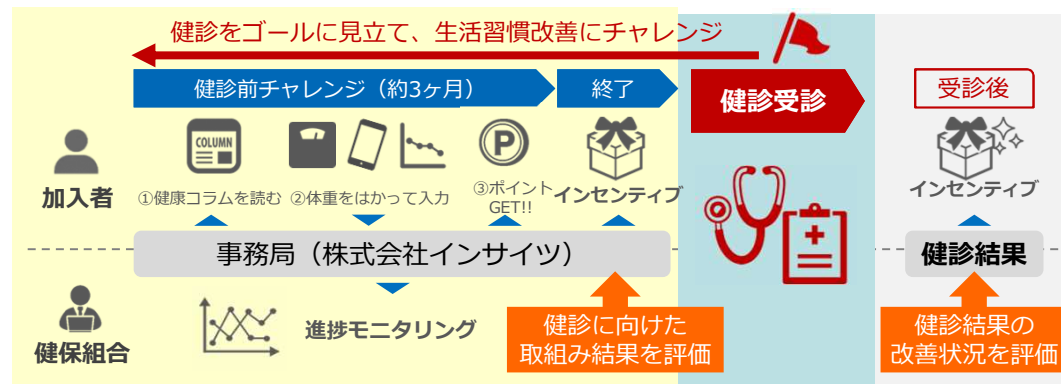 健診をゴールに見立て、生活習慣改善にチャレンジ
健診前チャレンジ（約3ヶ月）
終了
健診受診
受診後
COLUMN
P
加入者
①健康コラムを読む
②体重をはかって入力
③ポイント
GET!!
インセンティブ
インセンティブ
事務局（株式会社インサイツ）
健診結果
健保組合
進捗モニタリング
健診に向けた
取組み結果を評価
健診結果の
改善状況を評価